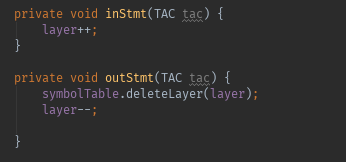 private void inStmt(TAC tac) {
    layer++;
}
private void outStmt(TAC tac) {
    symbolTable.deleteLayer(layer);
    layer--;
}